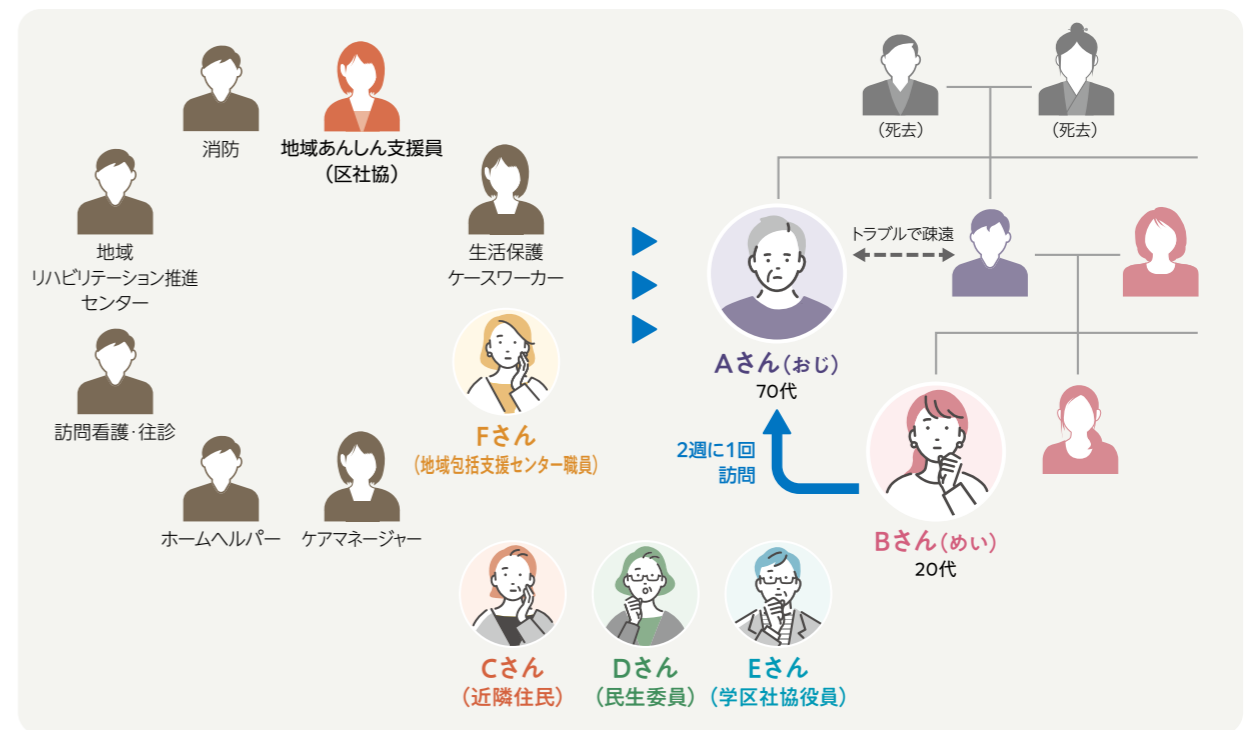 消防
地域あんしん支援員
（区社協）
地域
リハビリテーション推進
センター
生活保護
ケースワーカー
訪問看護・往診
Fさん
（地域包括支援センター職員）
ホームヘルパー
ケアマネージャー
Cさん
（近隣住民）
Dさん
（民生委員）
Eさん
（学区社協役員）
（死去）
（死去）
トラブルで疎遠
Aさん（おじ）
70代
2週に1回
訪問
Bさん（めい）
20代